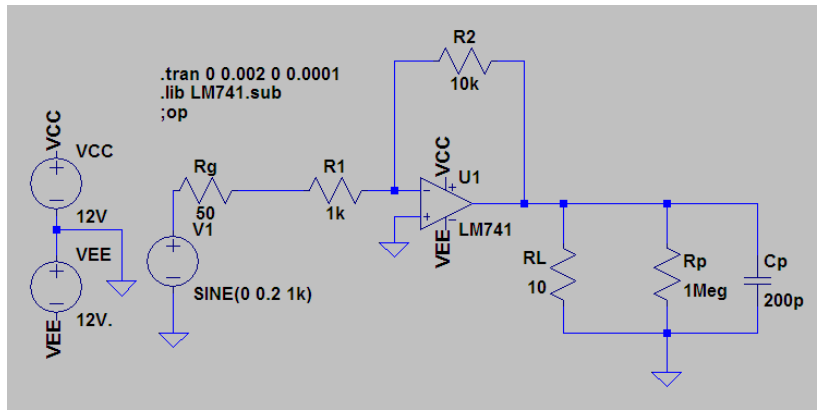 .tran 0 0.002 0 0.0001
.lib LM741.sub
;op
VCC
VCC
12V
VEE
12V.
VEE
Rg
50
V1
SINE(0 0.2 1k)
R1
1k
R2
10k
VCC
U1
LM741
VEE
RL
10
Rp
1Meg
Cp
200p